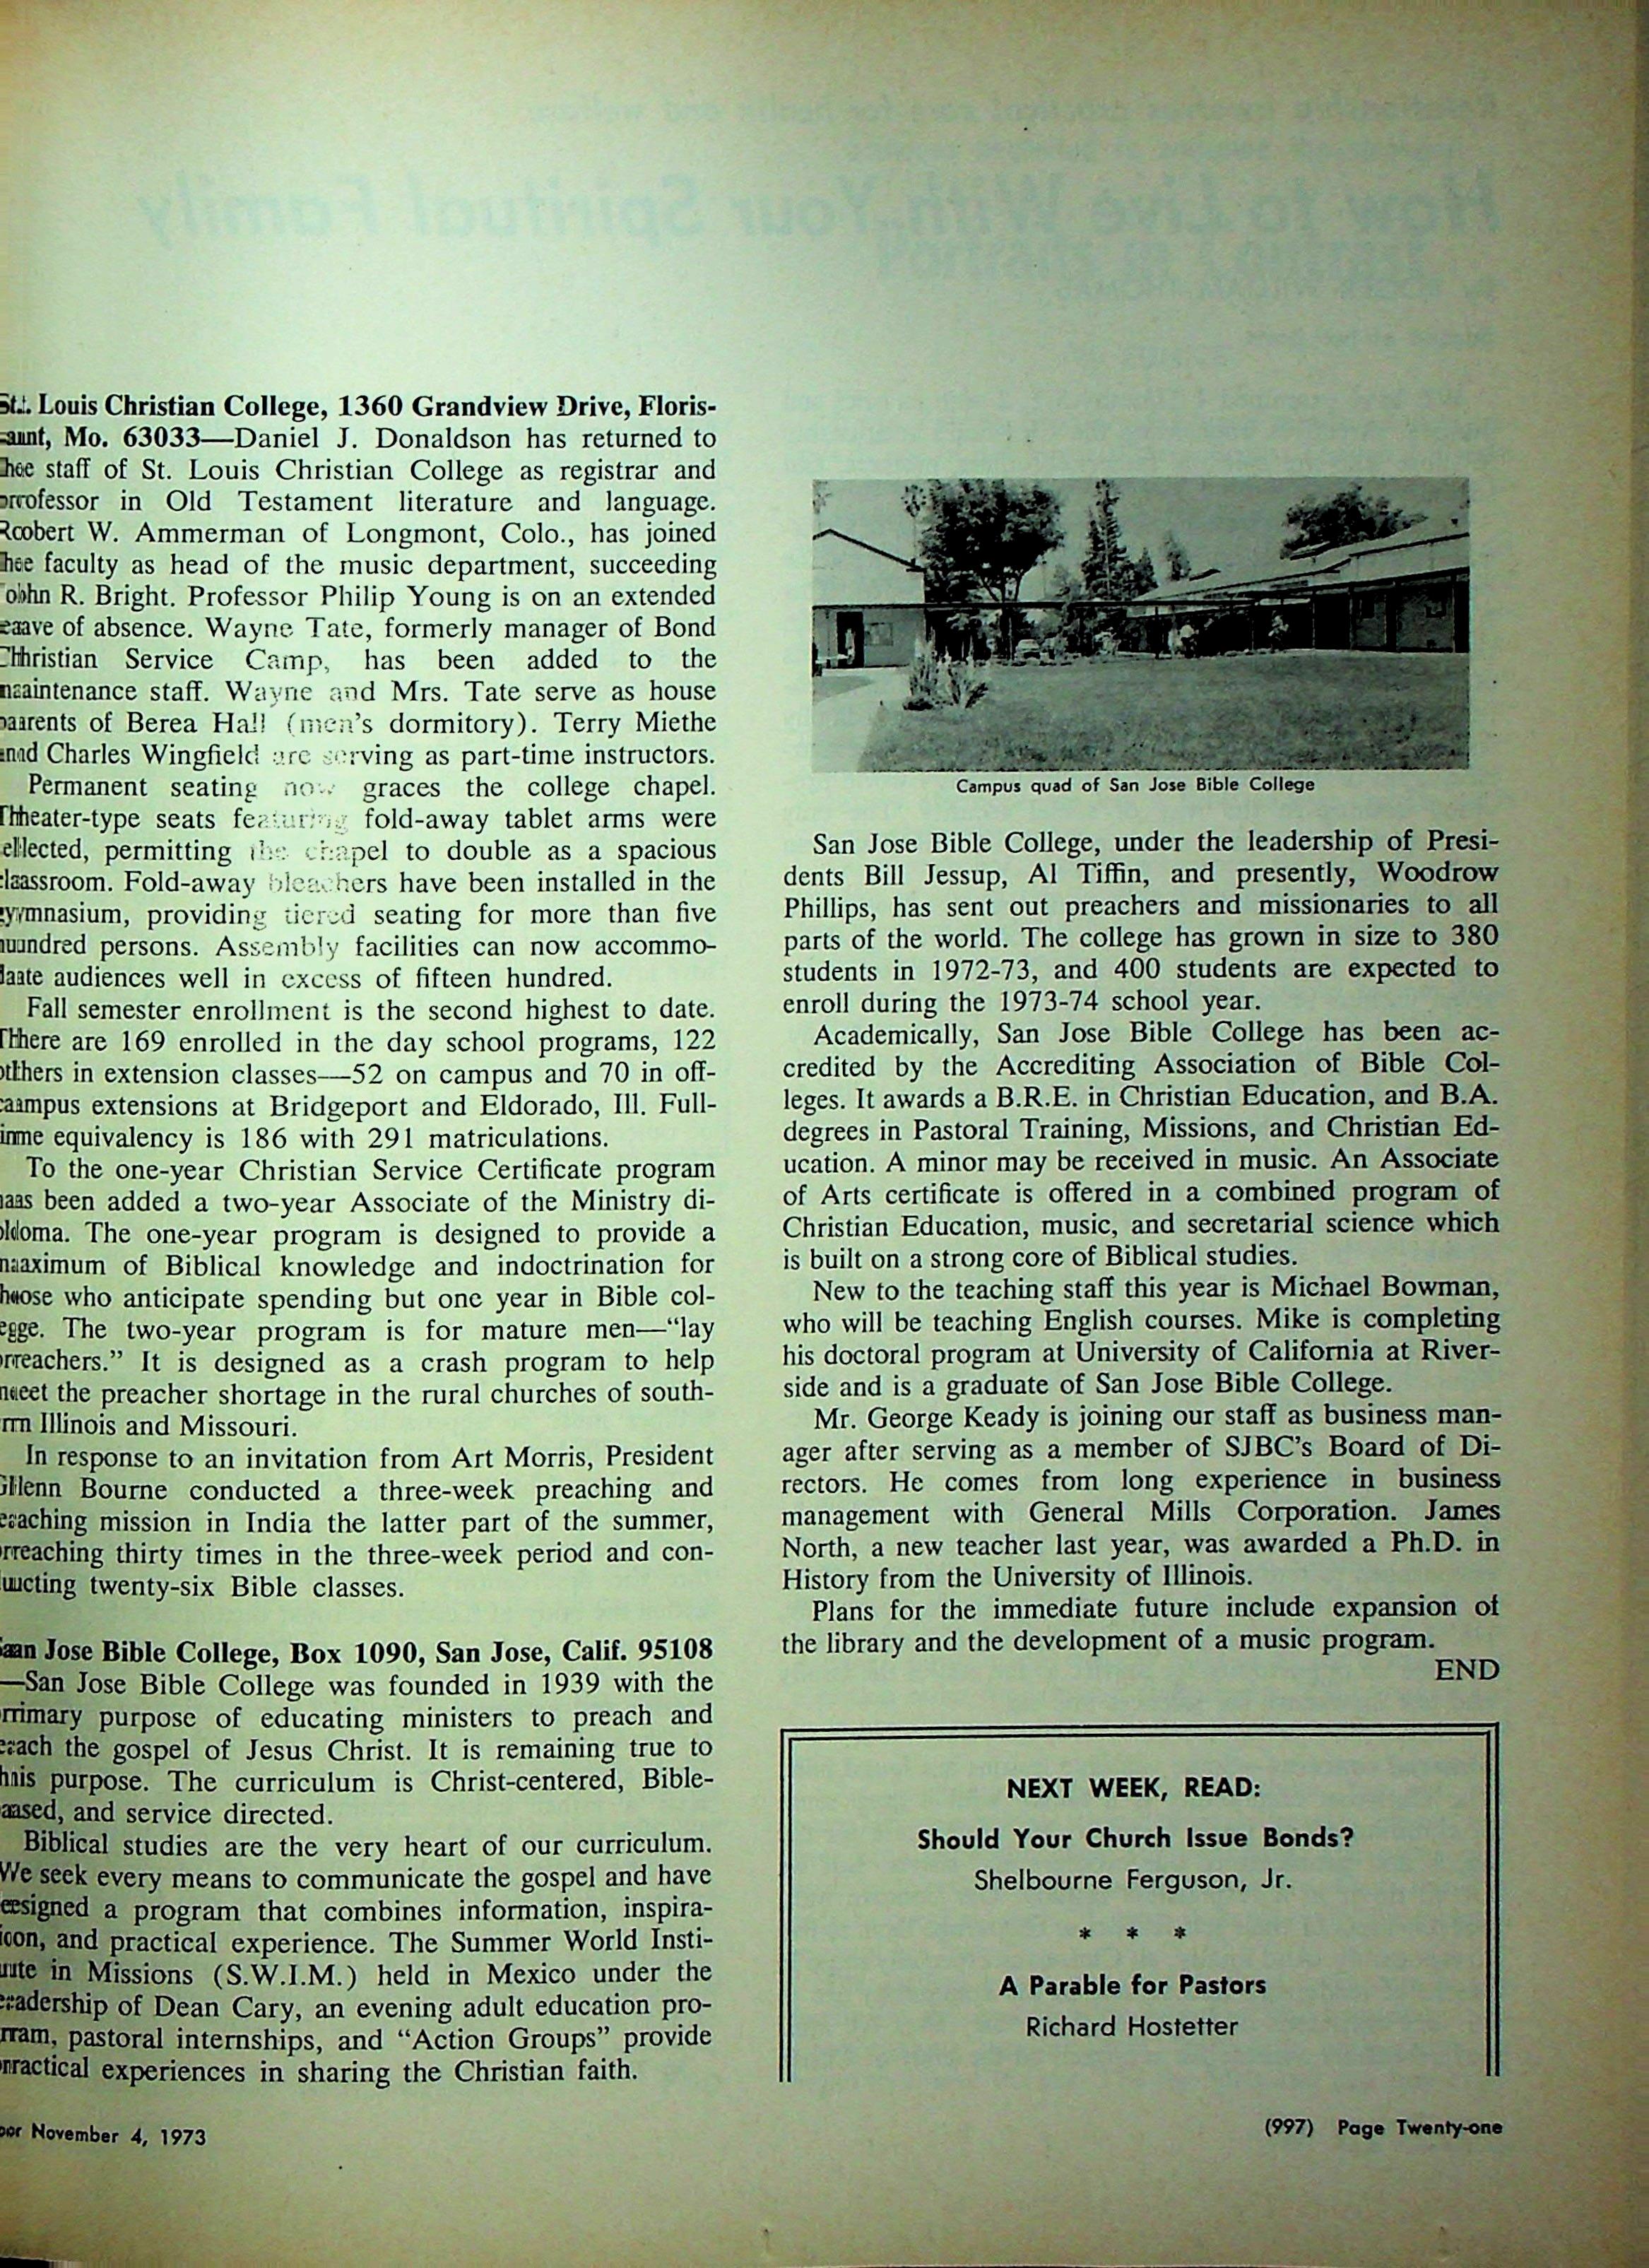 St. Louis Christian College, 1360 Grandview Drive, Floris-
sant, Mo. 63033—Daniel J. Donaldson has returned to
the staff of St. Louis Christian College as registrar and
professor in Old Testament literature and language.
Robert W. Ammerman of Longmont, Colo., has joined
the faculty as head of the music department, succeeding
John R. Bright. Professor Philip Young is on an extended
leave of absence. Wayne Tate, formerly manager of Bond
Christian Service Camp, has been added to the
maintenance staff. Wayne and Mrs. Tate serve as house
parents of Berea Hall (men's dormitory). Terry Miethe
and Charles Wingfield are serving as part-time instructors.
Permanent seating now graces the college chapel.
Theater-type seats featuring fold-away tablet arms were
selected, permitting the chapel to double as a spacious
classroom. Fold-away bleachers have been installed in the
gymnasium, providing tiered seating for more than five
hundred persons. Assembly facilities can now accommo-
date audiences well in excess of fifteen hundred.
Fall semester enrollment is the second highest to date.
There are 169 enrolled in the day school programs, 122
others in extension classes—52 on campus and 70 in off-
campus extensions at Bridgeport and Eldorado, Ill. Full-
time equivalency is 186 with 291 matriculations.
To the one-year Christian Service Certificate program
has been added a two-year Associate of the Ministry di-
ploma. The one-year program is designed to provide a
maximum of Biblical knowledge and indoctrination for
those who anticipate spending but one year in Bible col-
lege. The two-year program is for mature men—"lay
preachers." It is designed as a crash program to help
meet the preacher shortage in the rural churches of south-
ern Illinois and Missouri.
In response to an invitation from Art Morris, President
Glenn Bourne conducted a three-week preaching and
teaching mission in India the latter part of the summer,
preaching thirty times in the three-week period and con-
ducting twenty-six Bible classes.
San Jose Bible College, Box 1090, San Jose, Calif. 95108
—San Jose Bible College was founded in 1939 with the
primary purpose of educating ministers to preach and
teach the gospel of Jesus Christ. It is remaining true to
this purpose. The curriculum is Christ-centered, Bible-
based, and service directed.
Biblical studies are the very heart of our curriculum.
We seek every means to communicate the gospel and have
designed a program that combines information, inspira-
tion, and practical experience. The Summer World Insti-
tute in Missions (S.W.I.M.) held in Mexico under the
leadership of Dean Cary, an evening adult education pro-
gram, pastoral internships, and "Action Groups" provide
practical experiences in sharing the Christian faith.
Campus quad of San Jose Bible College
San Jose Bible College, under the leadership of Presi-
dents Bill Jessup, Al Tiffin, and presently, Woodrow
Phillips, has sent out preachers and missionaries to all
parts of the world. The college has grown in size to 380
students in 1972-73, and 400 students are expected to
enroll during the 1973-74 school year.
Academically, San Jose Bible College has been ac-
credited by the Accrediting Association of Bible Col-
leges. It awards a B.R.E. in Christian Education, and B.A.
degrees in Pastoral Training, Missions, and Christian Ed-
ucation. A minor may be received in music. An Associate
of Arts certificate is offered in a combined program of
Christian Education, music, and secretarial science which
is built on a strong core of Biblical studies.
New to the teaching staff this year is Michael Bowman,
who will be teaching English courses. Mike is completing
his doctoral program at University of California at River-
side and is a graduate of San Jose Bible College.
Mr. George Keady is joining our staff as business man-
ager after serving as a member of SJBC's Board of Di-
rectors. He comes from long experience in business
management with General Mills Corporation. James
North, a new teacher last year, was awarded a Ph.D. in
History from the University of Illinois.
Plans for the immediate future include expansion of
the library and the development of a music program.
END
NEXT WEEK, READ:
Should Your Church Issue Bonds?
Shelbourne Ferguson, Jr.
* * *
A Parable for Pastors
Richard Hostetter
November 4, 1973
(997) Page Twenty-one